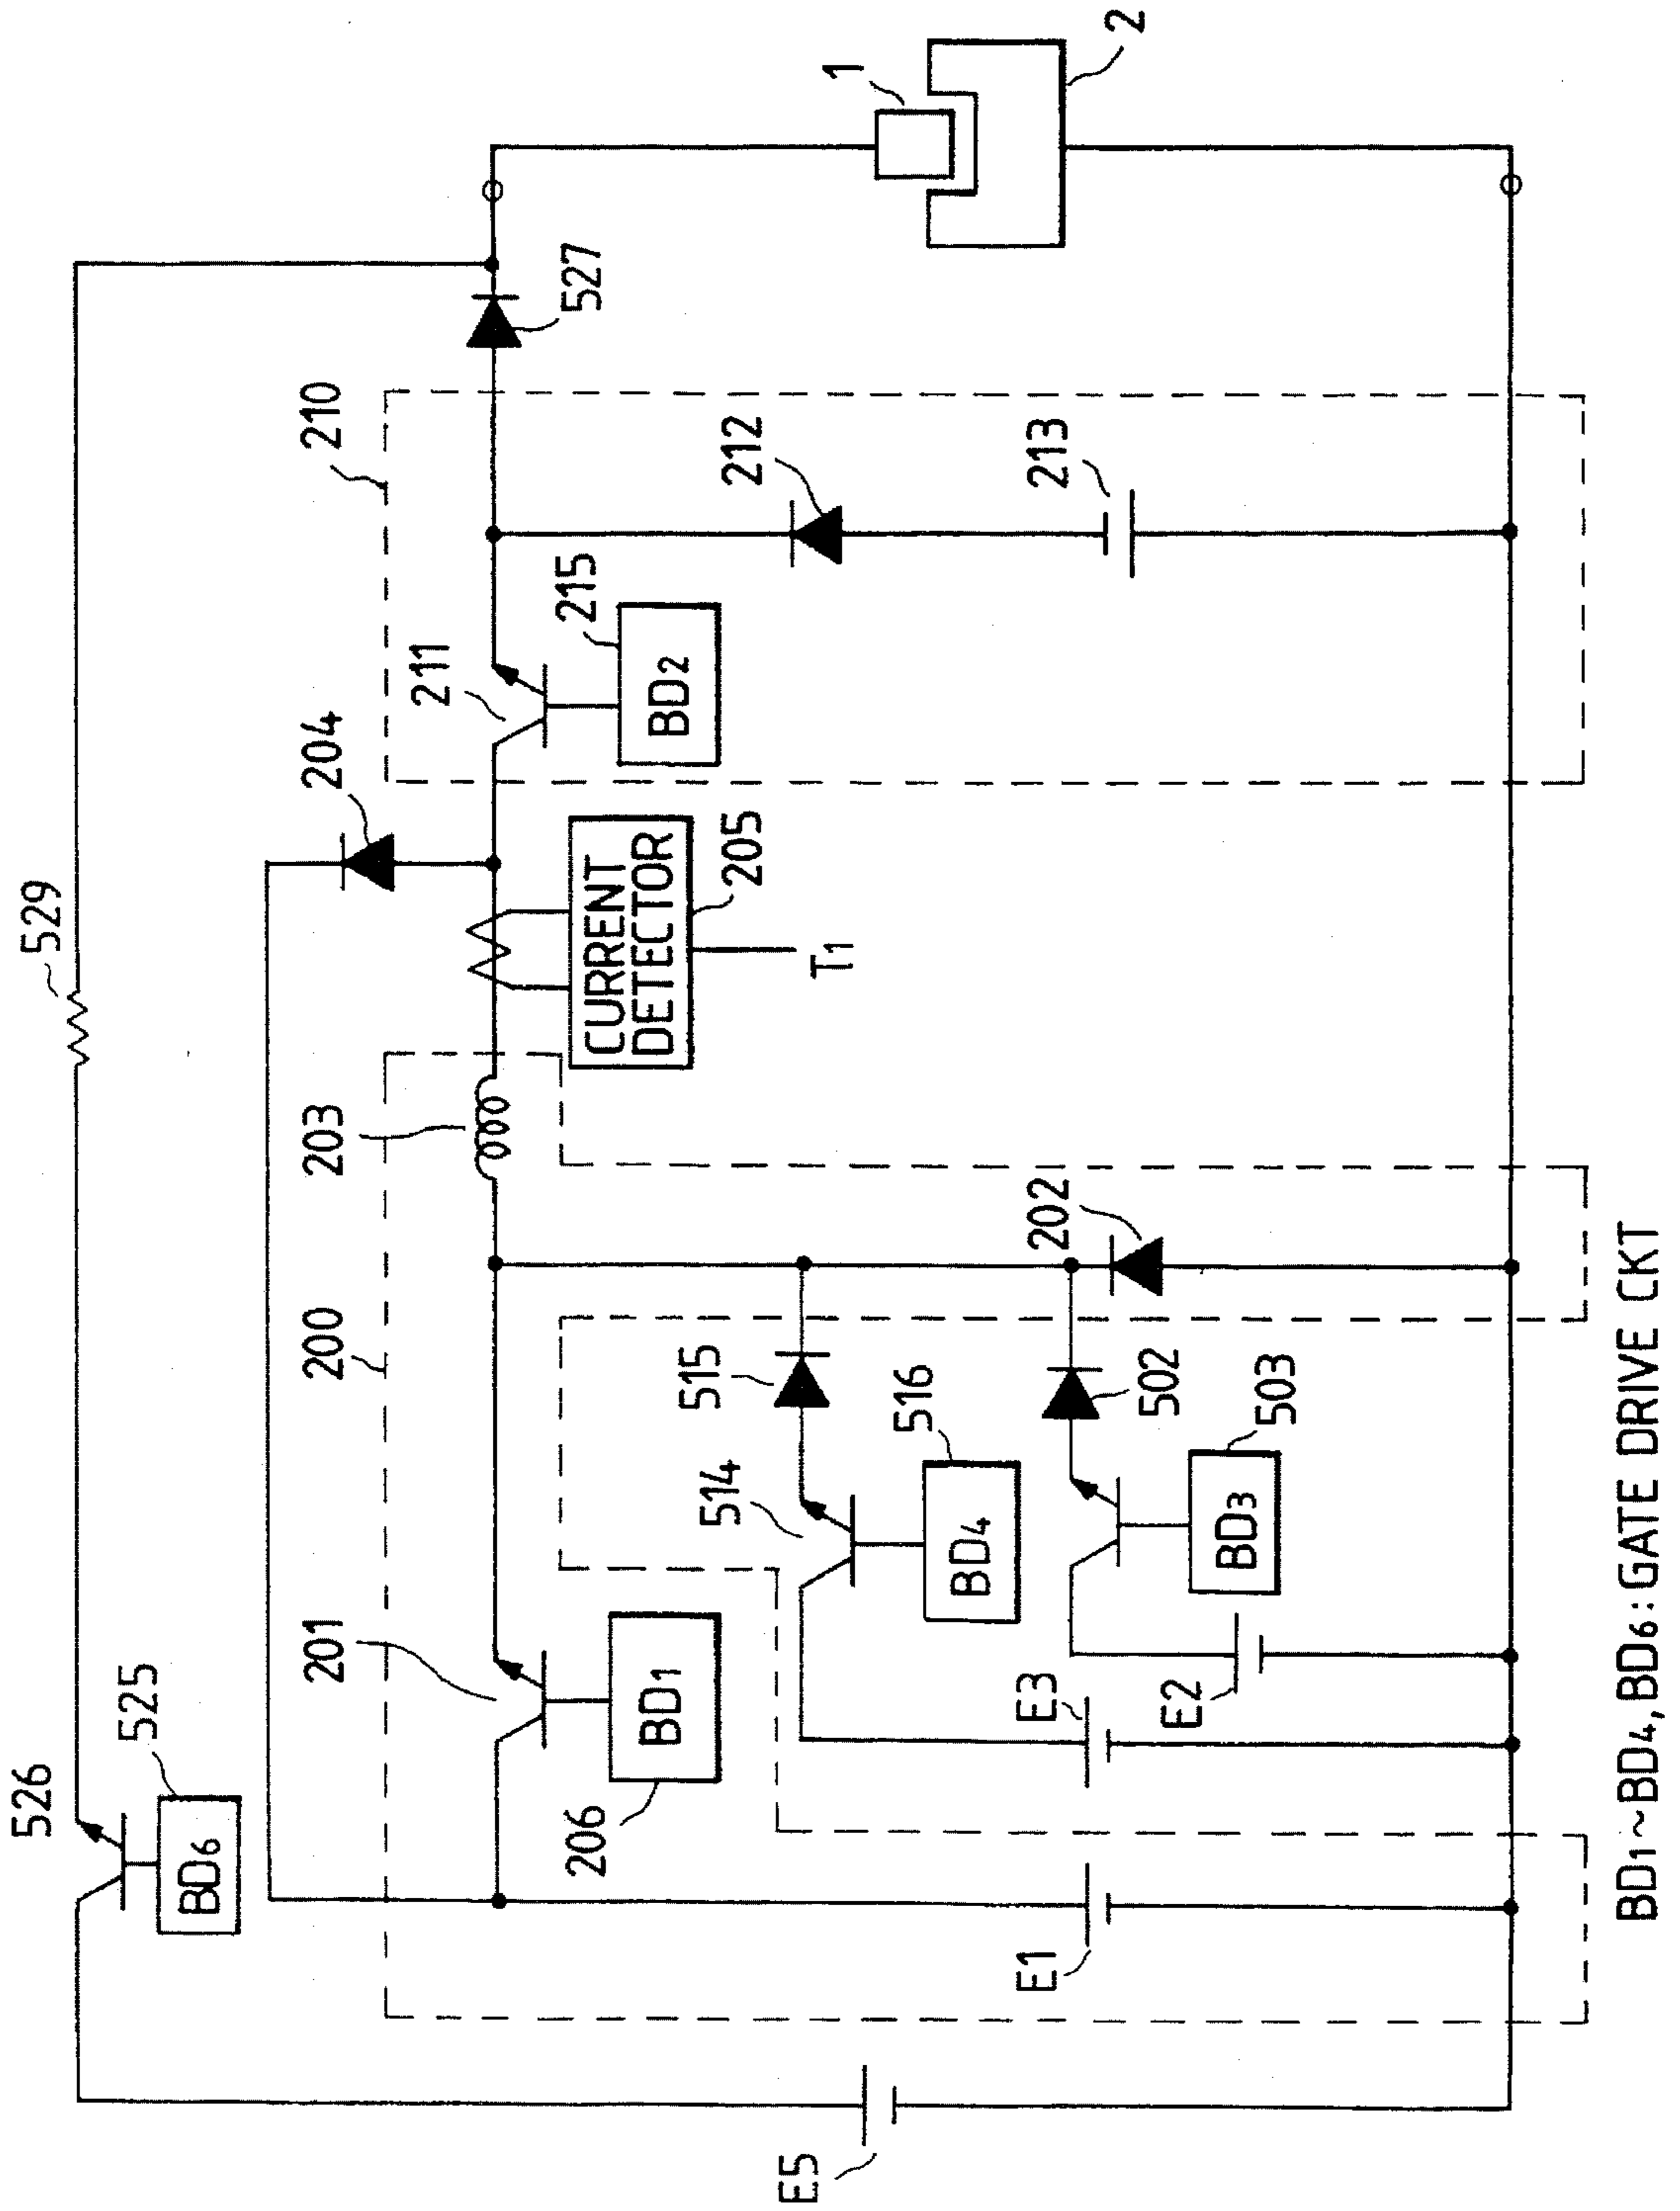 526
529
525
BD6
201
200
203
204
210
211
206
215
527
BD1
CURRENT
DETECTOR
BD2
514
515
205
212
E5
T1
1
516
BD4
E1
E3
202
213
2
E2
502
BD3
503
BD1~BD4,BD6:GATE DRIVE CKT